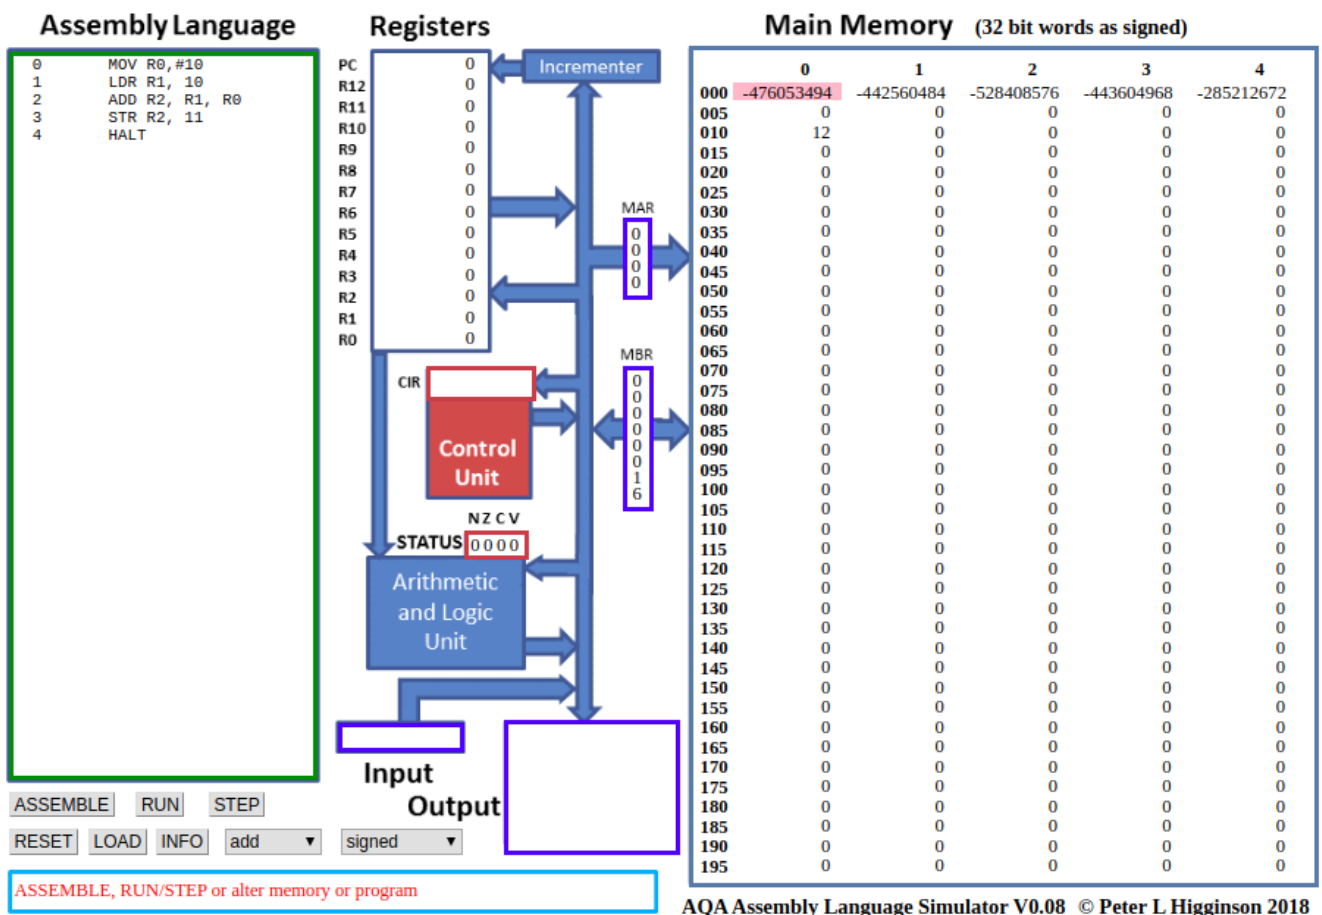 Assembly Language
0 MOV R0,#10
1 LDR R1, 10
2 ADD R2, R1, R0
3 STR R2, 11
4 HALT
ASSEMBLE RUN STEP
RESET LOAD INFO add ▼ signed ▼
ASSEMBLE, RUN/STEP or alter memory or program
Registers
PC 0
R12 0
R11 0
R10 0
R9 0
R8 0
R7 0
R6 0
R5 0
R4 0
R3 0
R2 0
R1 0
R0 0
Incrementer
MAR
0
0
0
0
MBR
0
0
0
0
0
0
1
6
CIR
Control
Unit
N Z C V
STATUS 0 0 0 0
Arithmetic
and Logic
Unit
Input
Output
Main Memory (32 bit words as signed)
0 1 2 3 4
000 -476053494 -442560484 -528408576 -443604968 -285212672
005 0 0 0 0 0
010 12 0 0 0 0
015 0 0 0 0 0
020 0 0 0 0 0
025 0 0 0 0 0
030 0 0 0 0 0
035 0 0 0 0 0
040 0 0 0 0 0
045 0 0 0 0 0
050 0 0 0 0 0
055 0 0 0 0 0
060 0 0 0 0 0
065 0 0 0 0 0
070 0 0 0 0 0
075 0 0 0 0 0
080 0 0 0 0 0
085 0 0 0 0 0
090 0 0 0 0 0
095 0 0 0 0 0
100 0 0 0 0 0
105 0 0 0 0 0
110 0 0 0 0 0
115 0 0 0 0 0
120 0 0 0 0 0
125 0 0 0 0 0
130 0 0 0 0 0
135 0 0 0 0 0
140 0 0 0 0 0
145 0 0 0 0 0
150 0 0 0 0 0
155 0 0 0 0 0
160 0 0 0 0 0
165 0 0 0 0 0
170 0 0 0 0 0
175 0 0 0 0 0
180 0 0 0 0 0
185 0 0 0 0 0
190 0 0 0 0 0
195 0 0 0 0 0
AQA Assembly Language Simulator V0.08 © Peter L Higginson 2018